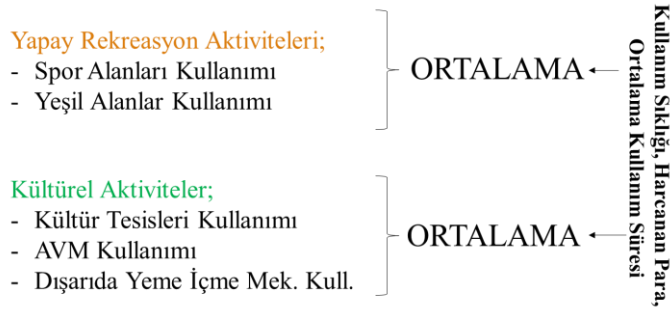 Yapay Rekreasyon Aktiviteleri;
- Spor Alanları Kullanımı
- Yeşil Alanlar Kullanımı
ORTALAMA
Kültürel Aktiviteler;
- Kültür Tesisleri Kullanımı
- AVM Kullanımı
- Dışarıda Yeme İçme Mek. Kull.
ORTALAMA
Kullanım Sıklığı, Harcanan Para,
Ortalama Kullanım Süresi